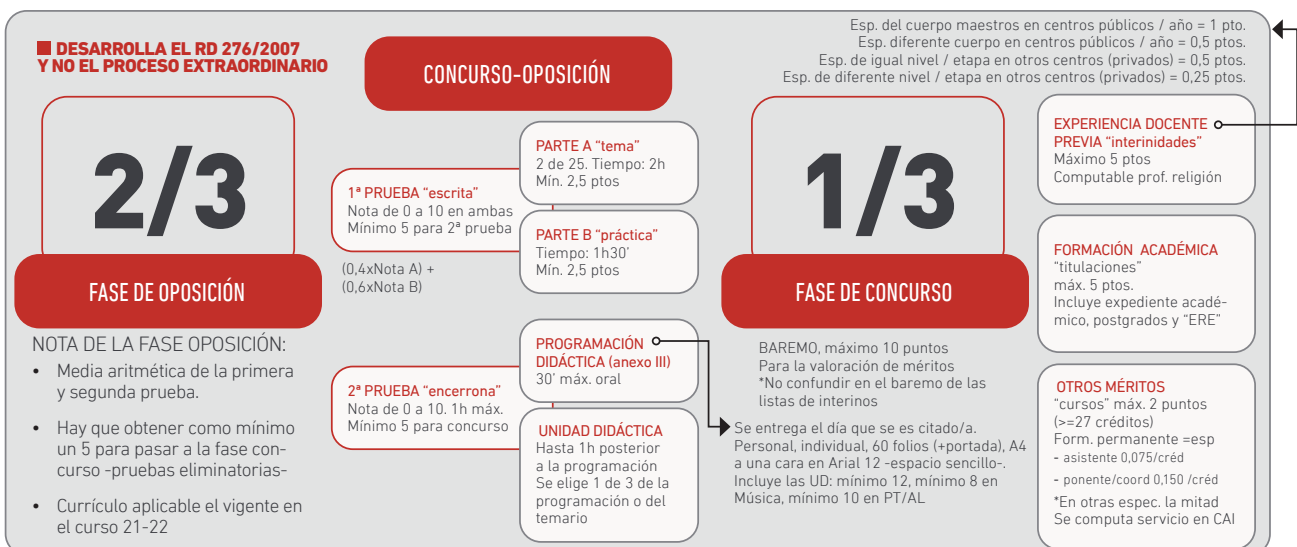 DESARROLLA EL RD 276/2007
Y NO EL PROCESO EXTRAORDINARIO
CONCURSO-OPOSICIÓN
Esp. del cuerpo maestros en centros públicos / año = 1 pto.
Esp. diferente cuerpo en centros públicos / año = 0,5 ptos.
Esp. de igual nivel / etapa en otros centros (privados) = 0,5 ptos.
Esp. de diferente nivel / etapa en otros centros (privados) = 0,25 ptos.
2/3
FASE DE OPOSICIÓN
NOTA DE LA FASE OPOSICIÓN:
• Media aritmética de la primera
y segunda prueba.
• Hay que obtener como mínimo
un 5 para pasar a la fase con-
curso -pruebas eliminatorias-
• Currículo aplicable el vigente en
el curso 21-22
1ª PRUEBA “escrita”
Nota de 0 a 10 en ambas
Mínimo 5 para 2ª prueba
(0,4xNota A) +
(0,6xNota B)
PARTE A “tema”
2 de 25. Tiempo: 2h
Mín. 2,5 ptos
PARTE B “práctica”
Tiempo: 1h30’
Mín. 2,5 ptos
2ª PRUEBA “encerrona”
Nota de 0 a 10. 1h máx.
Mínimo 5 para concurso
PROGRAMACIÓN
DIDÁCTICA (anexo III)
30’ máx. oral
UNIDAD DIDÁCTICA
Hasta 1h posterior
a la programación
Se elige 1 de 3 de la
programación o del
temario
1/3
FASE DE CONCURSO
BAREMO, máximo 10 puntos
Para la valoración de méritos
*No confundir en el baremo de las
listas de interinos
Se entrega el día que se es citado/a.
Personal, individual, 60 folios (+portada), A4
a una cara en Arial 12 -espacio sencillo-.
Incluye las UD: mínimo 12, mínimo 8 en
Música, mínimo 10 en PT/AL
EXPERIENCIA DOCENTE
PREVIA “interinidades”
Máximo 5 ptos
Computable prof. religión
FORMACIÓN ACADÉMICA
“titulaciones”
máx. 5 ptos.
Incluye expediente acadé-
mico, postgrados y “ERE”
OTROS MÉRITOS
“cursos” máx. 2 puntos
(>=27 créditos)
Form. permanente =esp
- asistente 0,075/créd
- ponente/coord 0,150 /créd
*En otras espec. la mitad
Se computa servicio en CAI